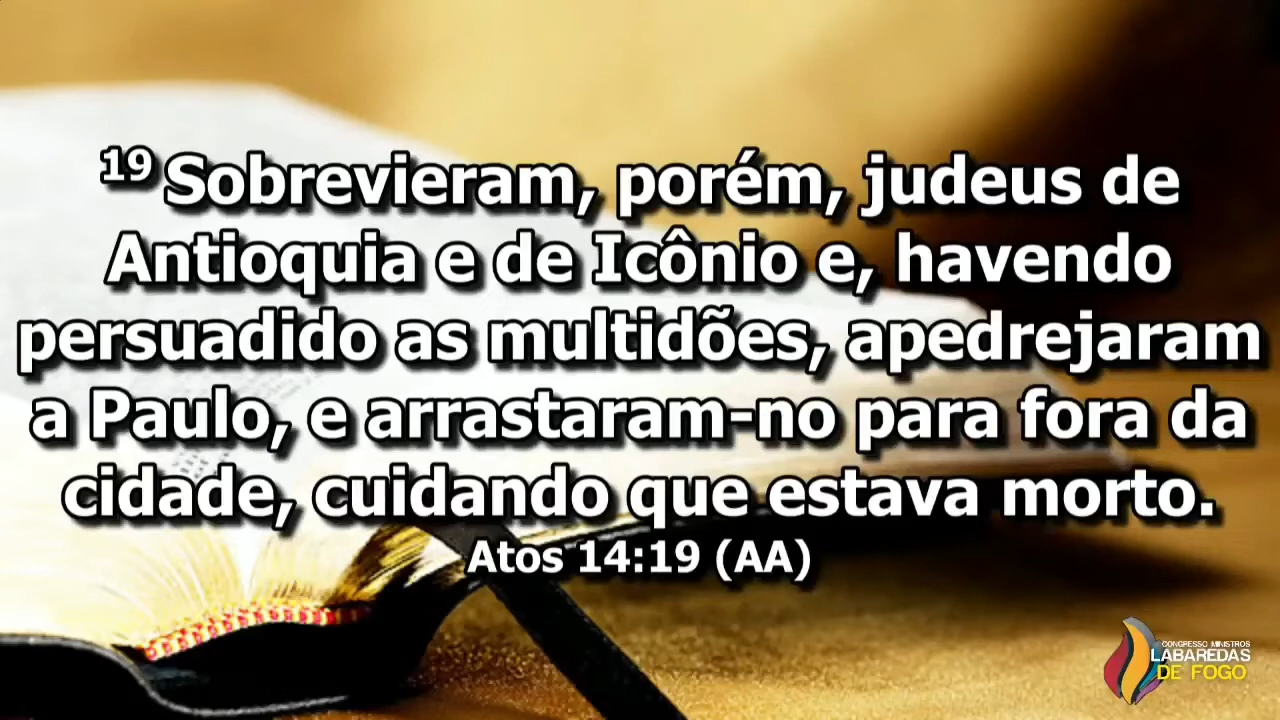 19 Sobrevieram, porém, judeus de
Antioquia e de Icônio e, havendo
persuadido as multidões, apedrejaram
a Paulo, e arrastaram-no para fora da
cidade, cuidando que estava morto.
Atos 14:19 (AA)
CONGRESSO MINISTROS
LABAREDAS
DE FOGO